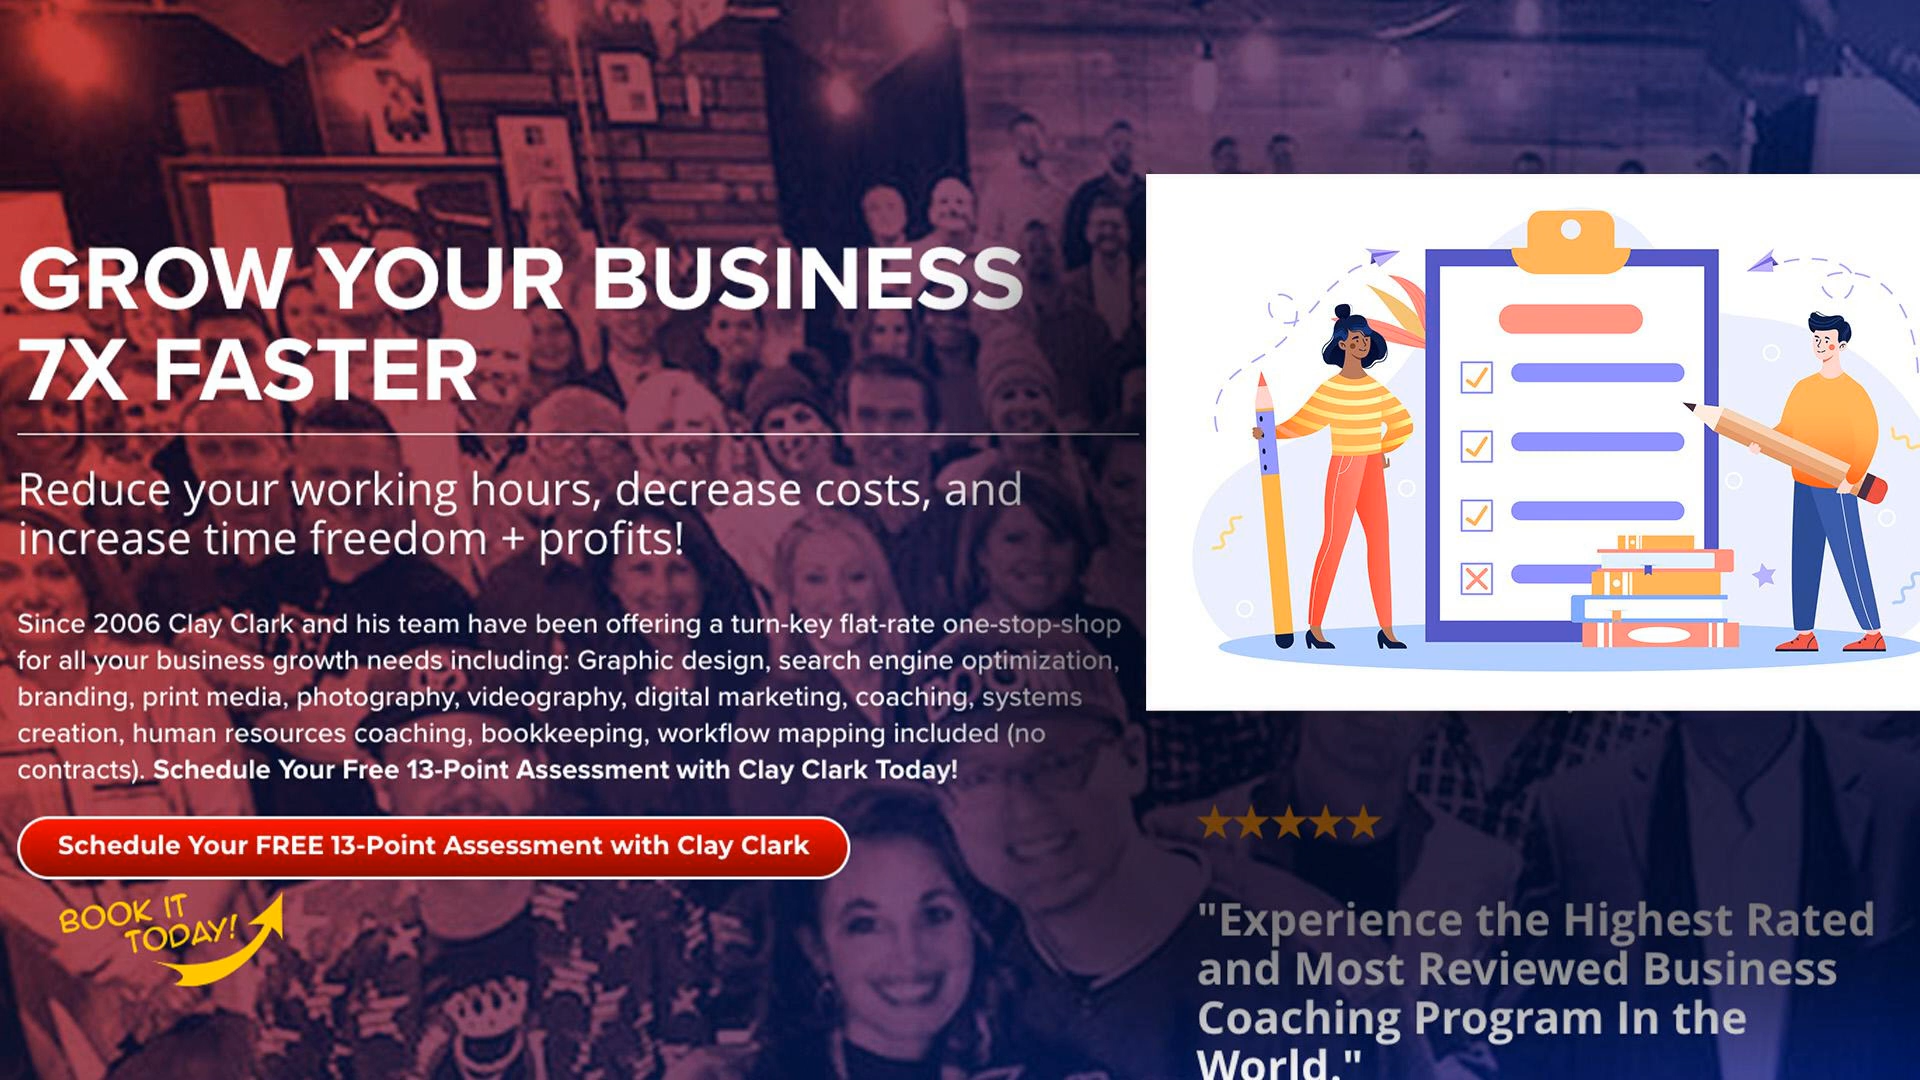 GROW YOUR BUSINESS
7X FASTER
Reduce your working hours, decrease costs, and
increase time freedom + profits!
Since 2006 Clay Clark and his team have been offering a turn-key flat-rate one-stop-shop
for all your business growth needs including: Graphic design, search engine optimization,
branding, print media, photography, videography, digital marketing, coaching, systems
creation, human resources coaching, bookkeeping, workflow mapping included (no
contracts). Schedule Your Free 13-Point Assessment with Clay Clark Today!
Schedule Your FREE 13-Point Assessment with Clay Clark
BOOK IT
TODAY!
"Experience the Highest Rated
and Most Reviewed Business
Coaching Program In the
World."